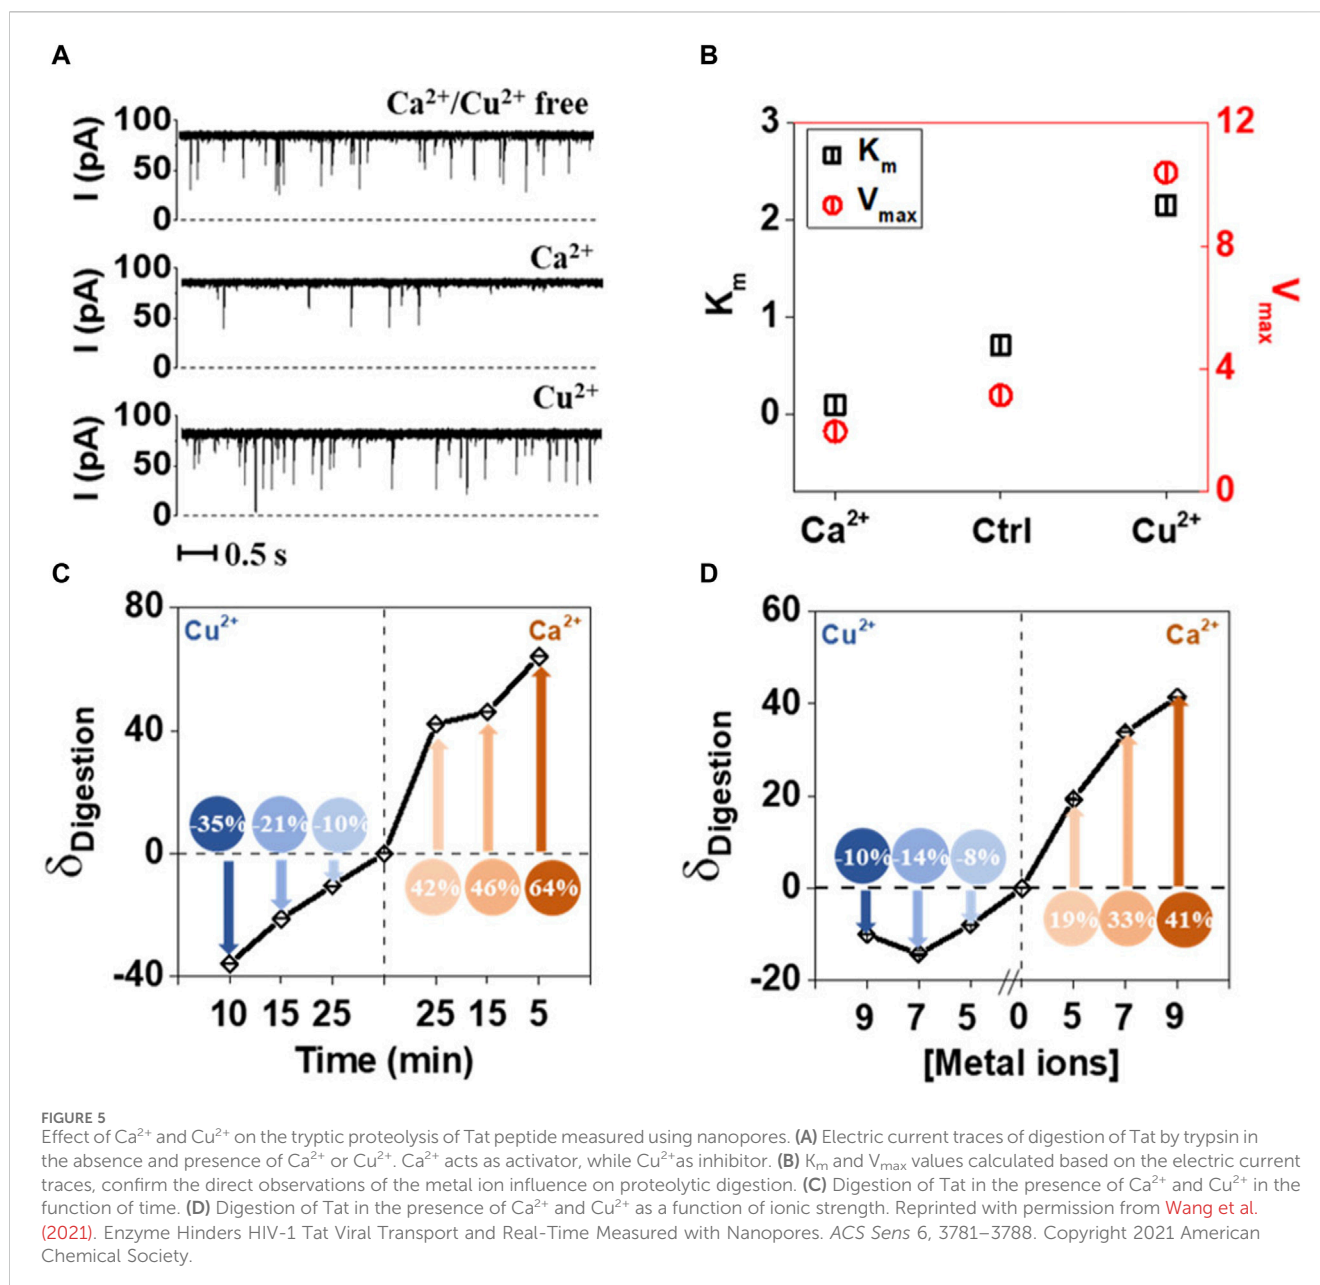 A
Ca²⁺/Cu²⁺ free
I (pA)
100
50
0
Ca²⁺
I (pA)
100
50
0
Cu²⁺
I (pA)
100
50
0
0.5 s
B
Kₘ
Vₘₐₓ
Kₘ
3
2
1
0
Vₘₐₓ
12
8
4
0
Ca²⁺ Ctrl Cu²⁺
C
Cu²⁺ Ca²⁺
δDigestion
80
40
0
-40
-35% -21% -10%
42% 46% 64%
10 15 25 25 15 5
Time (min)
D
Cu²⁺ Ca²⁺
δDigestion
60
40
20
0
-20
-10% -14% -8%
19% 33% 41%
9 7 5 0 5 7 9
[Metal ions]
FIGURE 5
Effect of Ca²⁺ and Cu²⁺ on the tryptic proteolysis of Tat peptide measured using nanopores. (A) Electric current traces of digestion of Tat by trypsin in
the absence and presence of Ca²⁺ or Cu²⁺. Ca²⁺ acts as activator, while Cu²⁺as inhibitor. (B) Kₘ and Vₘₐₓ values calculated based on the electric current
traces, confirm the direct observations of the metal ion influence on proteolytic digestion. (C) Digestion of Tat in the presence of Ca²⁺ and Cu²⁺ in the
function of time. (D) Digestion of Tat in the presence of Ca²⁺ and Cu²⁺ as a function of ionic strength. Reprinted with permission from Wang et al.
(2021). Enzyme Hinders HIV-1 Tat Viral Transport and Real-Time Measured with Nanopores. ACS Sens 6, 3781–3788. Copyright 2021 American
Chemical Society.